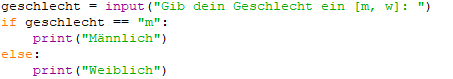 geschlecht = input("Gib dein Geschlecht ein [m, w]: ")
if geschlecht == "m":
    print("Männlich")
else:
    print("Weiblich")